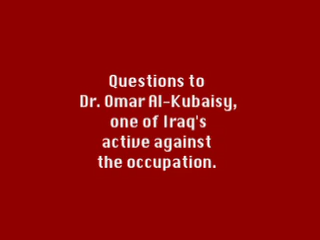 Questions to
Dr. Omar Al-Kubaisy,
one of Iraq's
active against
the occupation.